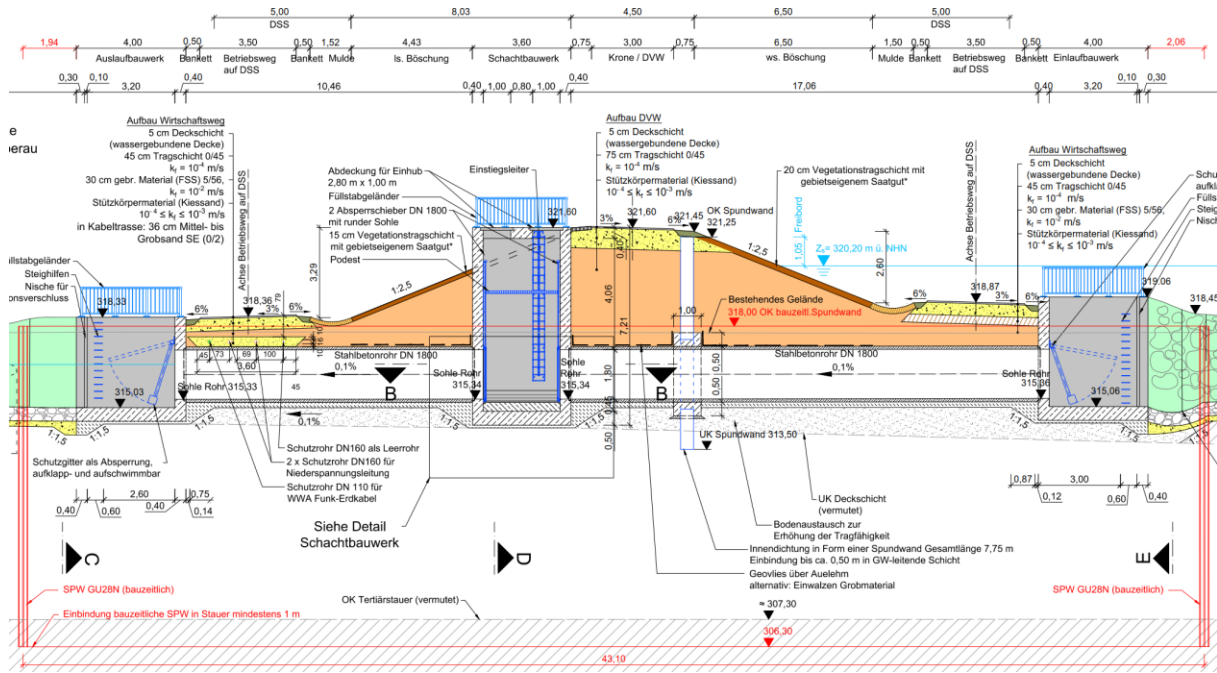 5,00
DSS
8,03
4,50
6,50
5,00
DSS
1,94
4,00
0,50
3,50
0,50
1,52
4,43
3,60
0,75
3,00
0,75
6,50
1,50
0,50
3,50
0,50
4,00
2,06
Auslaufbauwerk
Bankett
Betriebsweg
auf DSS
Bankett
Mulde
ls. Böschung
Schachtbauwerk
Krone / DVW
ws. Böschung
Mulde
Bankett
Betriebsweg
auf DSS
Bankett
Einlaufbauwerk
0,30
0,10
3,20
0,40
10,46
0,40
1,00
0,80
1,00
0,40
17,06
0,40
3,20
0,10
0,30
Aufbau Wirtschaftsweg
5 cm Deckschicht
(wassergebundene Decke)
45 cm Tragschicht 0/45
k_f = 10⁻⁴ m/s
30 cm gebr. Material (FSS) 5/56,
k_f = 10⁻² m/s
Stützkörpermaterial (Kiessand)
10⁻⁴ ≤ k_f ≤ 10⁻³ m/s
in Kabeltrasse: 36 cm Mittel- bis
Grobsand SE (0/2)
Achse Betriebsweg auf DSS
Abdeckung für Einhub
2,80 m x 1,00 m
Füllstabgeländer
2 Absperrschieber DN 1800
mit runder Sohle
15 cm Vegetationstragschicht
mit gebietseigenem Saatgut*
Podest
Einstiegsleiter
321,60
Aufbau DVW
5 cm Deckschicht
(wassergebundene Decke)
75 cm Tragschicht 0/45
k_f = 10⁻⁴ m/s
Stützkörpermaterial (Kiessand)
10⁻⁴ ≤ k_f ≤ 10⁻³ m/s
3%
321,60
321,45
OK Spundwand
321,25
20 cm Vegetationstragschicht mit
gebietseigenem Saatgut*
1,05
Freibord
320,20 m ü. NHN
1:2,5
2,60
Achse Betriebsweg auf DSS
Aufbau Wirtschaftsweg
5 cm Deckschicht
(wassergebundene Decke)
45 cm Tragschicht 0/45
k_f = 10⁻⁴ m/s
30 cm gebr. Material (FSS) 5/56,
k_f = 10⁻² m/s
Stützkörpermaterial (Kiessand)
10⁻⁴ ≤ k_f ≤ 10⁻³ m/s
Steighilfen
Nische für
318,33
6%
318,36
3%
6%
79
3,29
1:2,5
0,40
4,06
7,21
1,00
Bestehendes Gelände
318,00 OK bauzeitl.Spundwand
6%
318,87
3%
6%
319,06
318,45
45
73
69
100
3,60
45
Stahlbetonrohr DN 1800
0,1%
B
B
Stahlbetonrohr DN 1800
0,1%
315,03
Sohle Rohr 315,33
Sohle Rohr
315,34
Sohle
Rohr
315,34
1,80
0,50
0,50
0,50
Sohle Rohr
315,36
315,06
1:1,5
1:1,5
0,1%
1:1,5
1:1,5
1:1,5
1:1,5
UK Spundwand 313,50
Schutzgitter als Absperrung,
aufklapp- und aufschwimmbar
Schutzrohr DN160 als Leerrohr
2 x Schutzrohr DN160 für
Niederspannungsleitung
Schutzrohr DN 110 für
WWA Funk-Erdkabel
0,40
2,60
0,60
0,40
0,75
0,14
Siehe Detail
Schachtbauwerk
UK Deckschicht
(vermutet)
Bodenaustausch zur
Erhöhung der Tragfähigkeit
Innendichtung in Form einer Spundwand Gesamtlänge 7,75 m
Einbindung bis ca. 0,50 m in GW-leitende Schicht
Geovlies über Auelehm
alternativ: Einwalzen Grobmaterial
0,87
0,12
3,00
0,60
0,40
C
D
E
SPW GU28N (bauzeitlich)
SPW GU28N (bauzeitlich)
Einbindung bauzeitliche SPW in Stauer mindestens 1 m
OK Tertiärstauer (vermutet)
≈ 307,30
306,30
43,10